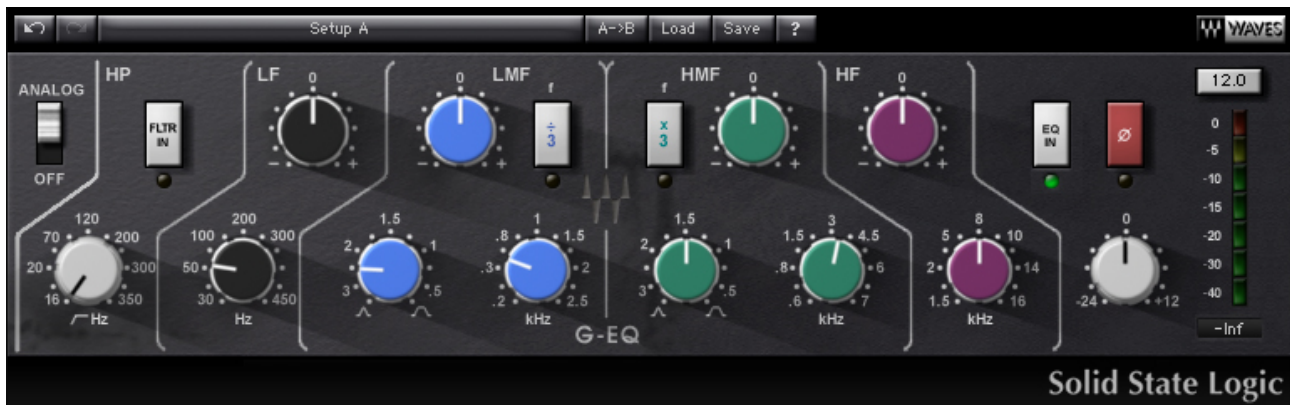 Setup A A->B Load Save ?
W WAVES
ANALOG
OFF
HP
FLTR
IN
16 20 70 120 200 300 350
Hz
LF
0
- +
30 50 100 200 300 450
Hz
LMF
0
- +
f
÷
3
3 2 1.5 1 .5
.2 .3 .8 1 1.5 2 2.5
kHz
HMF
f
x
3
0
- +
3 2 1.5 1 .5
.6 .8 1.5 3 4.5 6 7
kHz
HF
0
- +
1.5 2 5 8 10 14 16
kHz
G-EQ
EQ
IN
Ø
0
-24 +12
12.0
0
-5
-10
-15
-20
-30
-40
-Inf
Solid State Logic